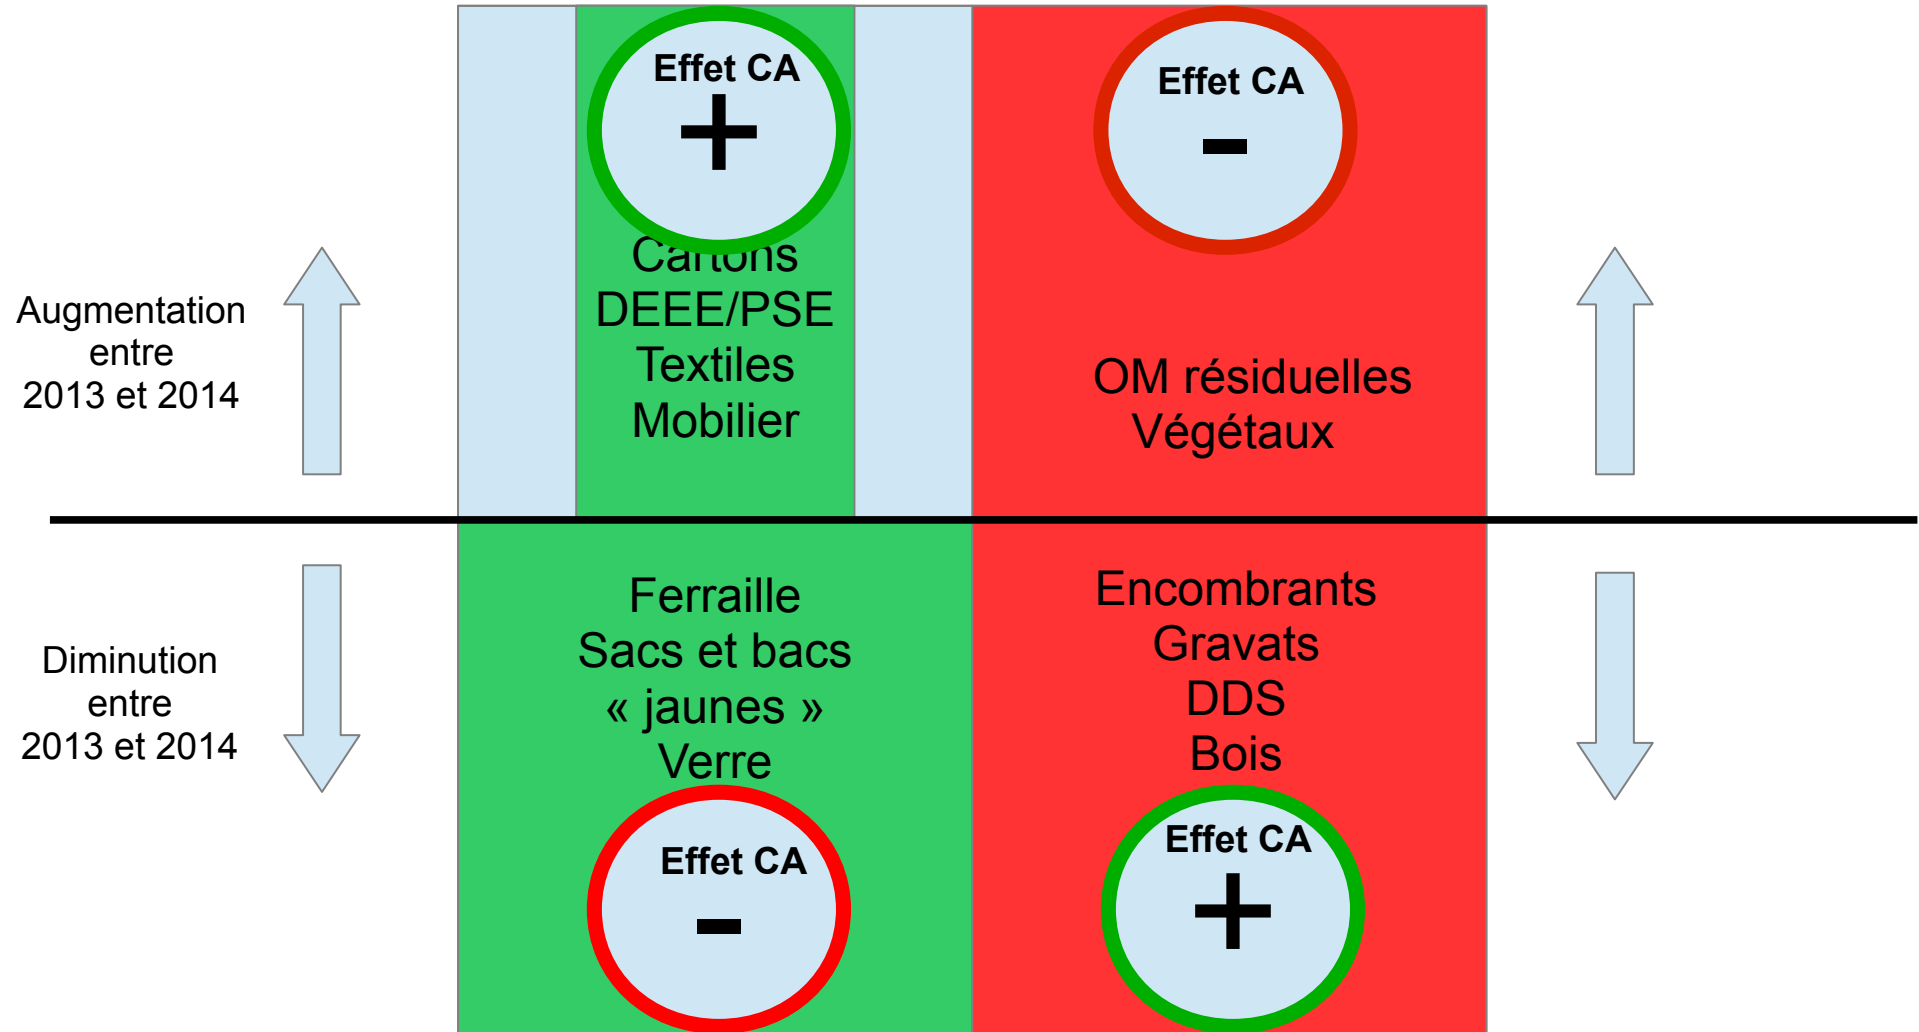 Effet CA
+
Effet CA
-
Augmentation
entre
2013 et 2014
Cartons
DEEE/PSE
Textiles
Mobilier
OM résiduelles
Végétaux
Diminution
entre
2013 et 2014
Ferraille
Sacs et bacs
« jaunes »
Verre
Effet CA
-
Encombrants
Gravats
DDS
Bois
Effet CA
+